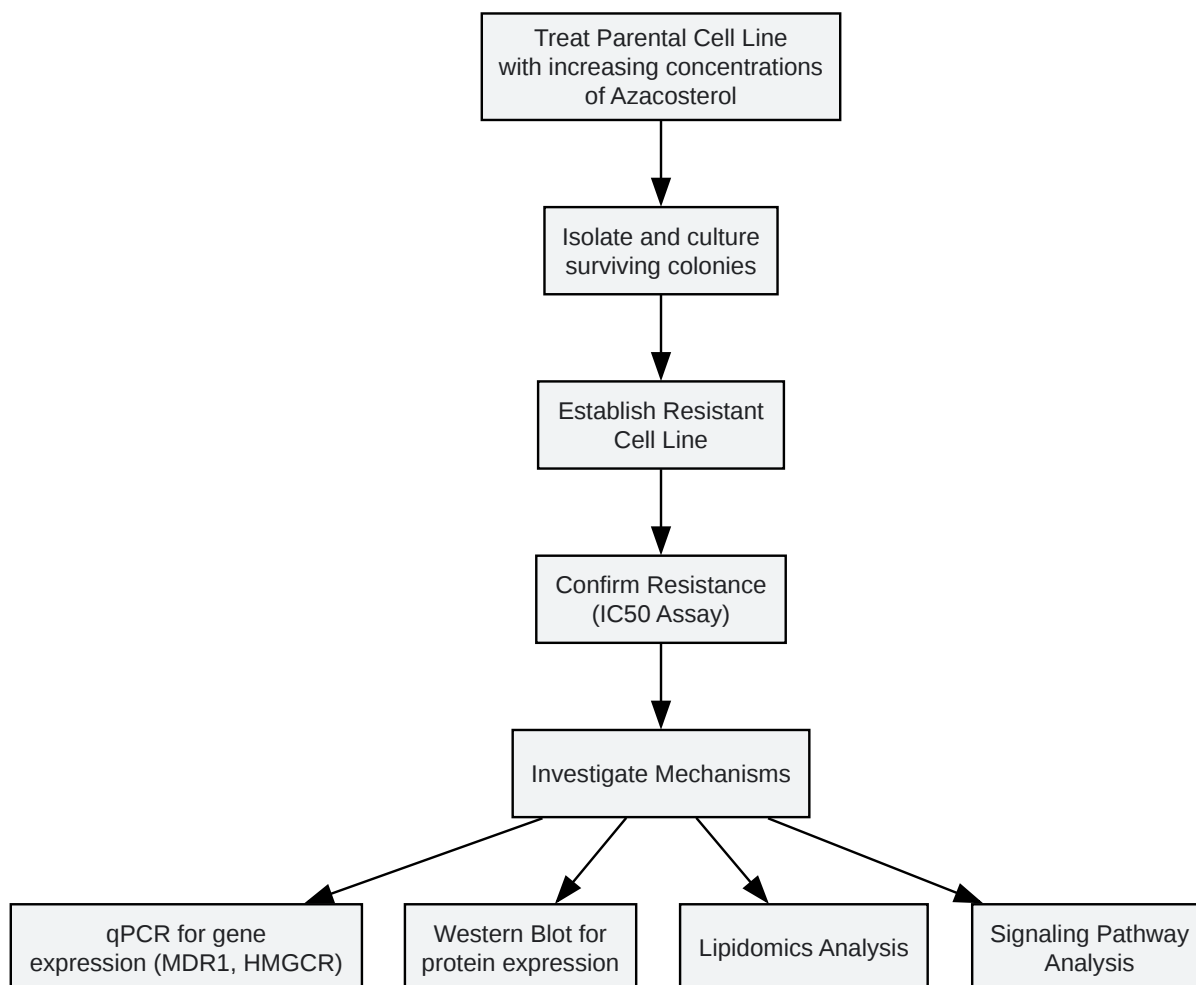 Treat Parental Cell Line
with increasing concentrations
of Azacosterol
Isolate and culture
surviving colonies
Establish Resistant
Cell Line
Confirm Resistance
(IC50 Assay)
Investigate Mechanisms
qPCR for gene
expression (MDR1, HMGCR)
Western Blot for
protein expression
Lipidomics Analysis
Signaling Pathway
Analysis